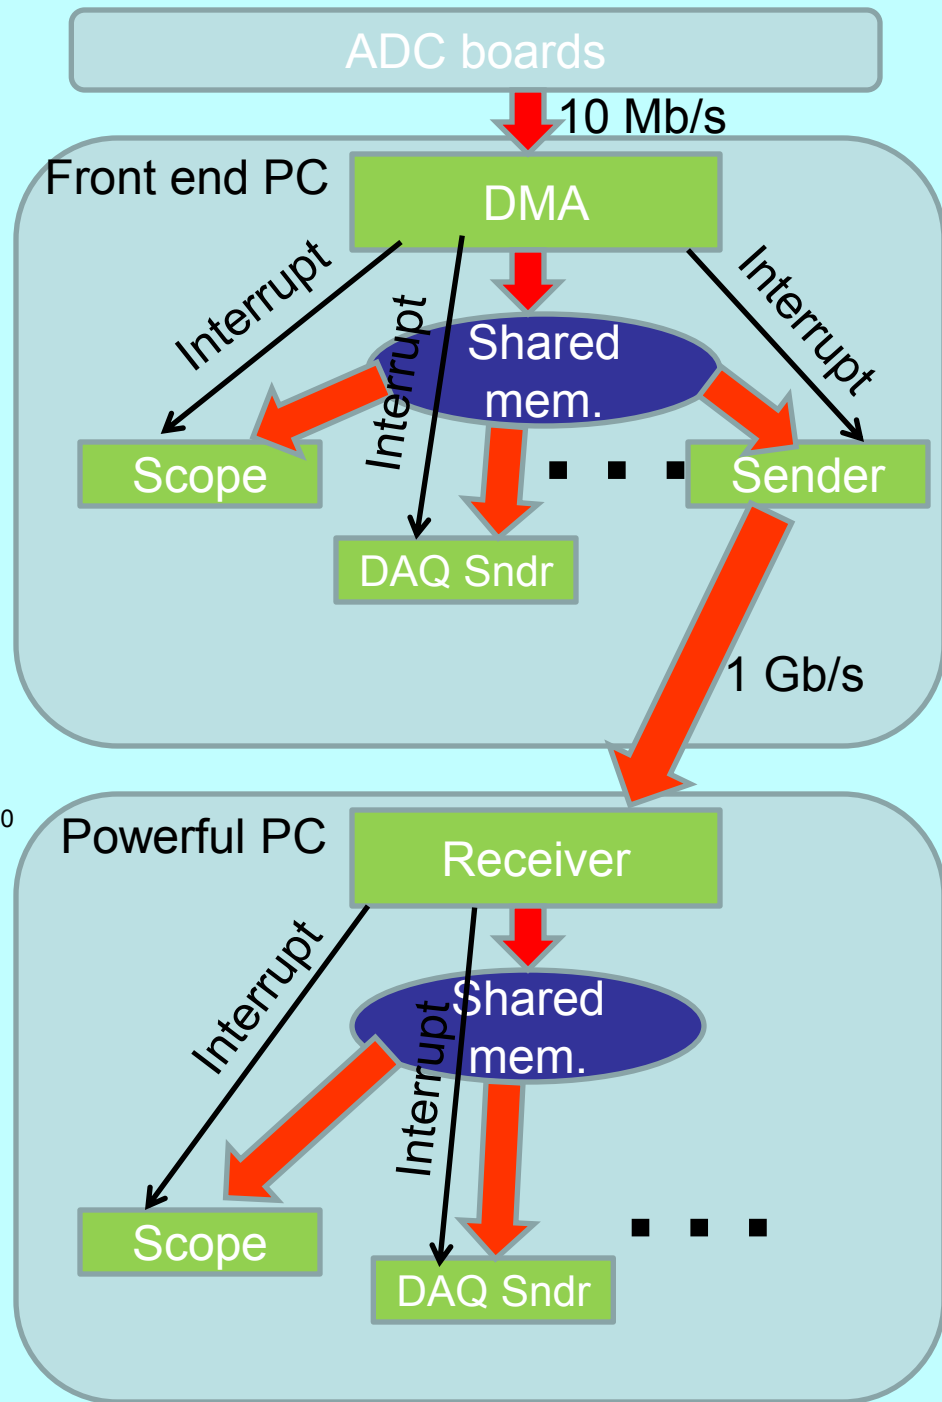 ADC boards
10 Mb/s
Front end PC
DMA
Interrupt
Interrupt
Interrupt
Shared
mem.
Scope
. . .
Sender
DAQ Sndr
1 Gb/s
0
Powerful PC
Receiver
Interrupt
Interrupt
Shared
mem.
Scope
. . .
DAQ Sndr